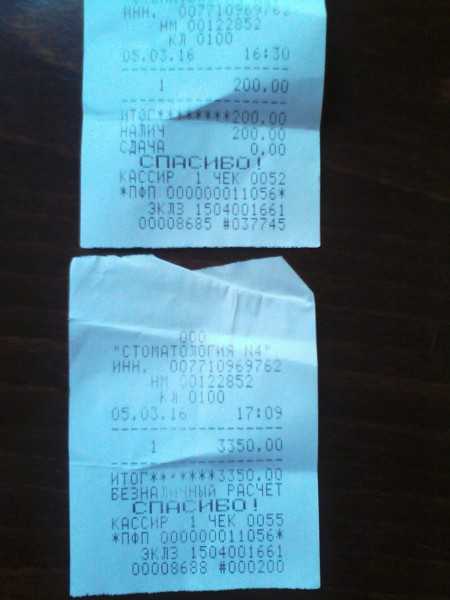 ИНН. 007710969762
НМ 00122852
КЛ 0100
05.03.16 16:30
1 200.00
ИТОГ********200.00
НАЛИЧ 200.00
СДАЧА 0.00
СПАСИБО!
КАССИР 1 ЧЕК 0052
*ПФП 000000011056*
ЭКЛЗ 1504001661
00008685 #037745
ООО
"СТОМАТОЛОГИЯ N4"
ИНН. 007710969762
НМ 00122852
КЛ 0100
05.03.16 17:09
1 3350.00
ИТОГ*******3350.00
БЕЗНАЛИЧНЫЙ РАСЧЕТ
СПАСИБО!
КАССИР 1 ЧЕК 0055
*ПФП 000000011056*
ЭКЛЗ 1504001661
00008688 #000200